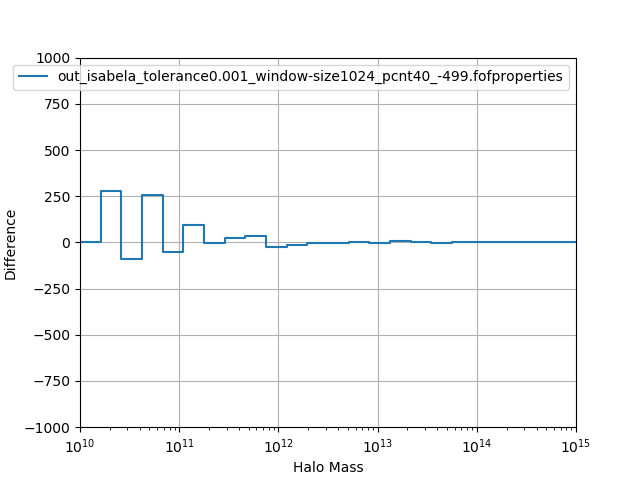 1000
out_isabela_tolerance0.001_window-size1024_pcnt40_-499.fofproperties
750
500
250
0
−250
−500
−750
−1000
Difference
10^10 10^11 10^12 10^13 10^14 10^15
Halo Mass